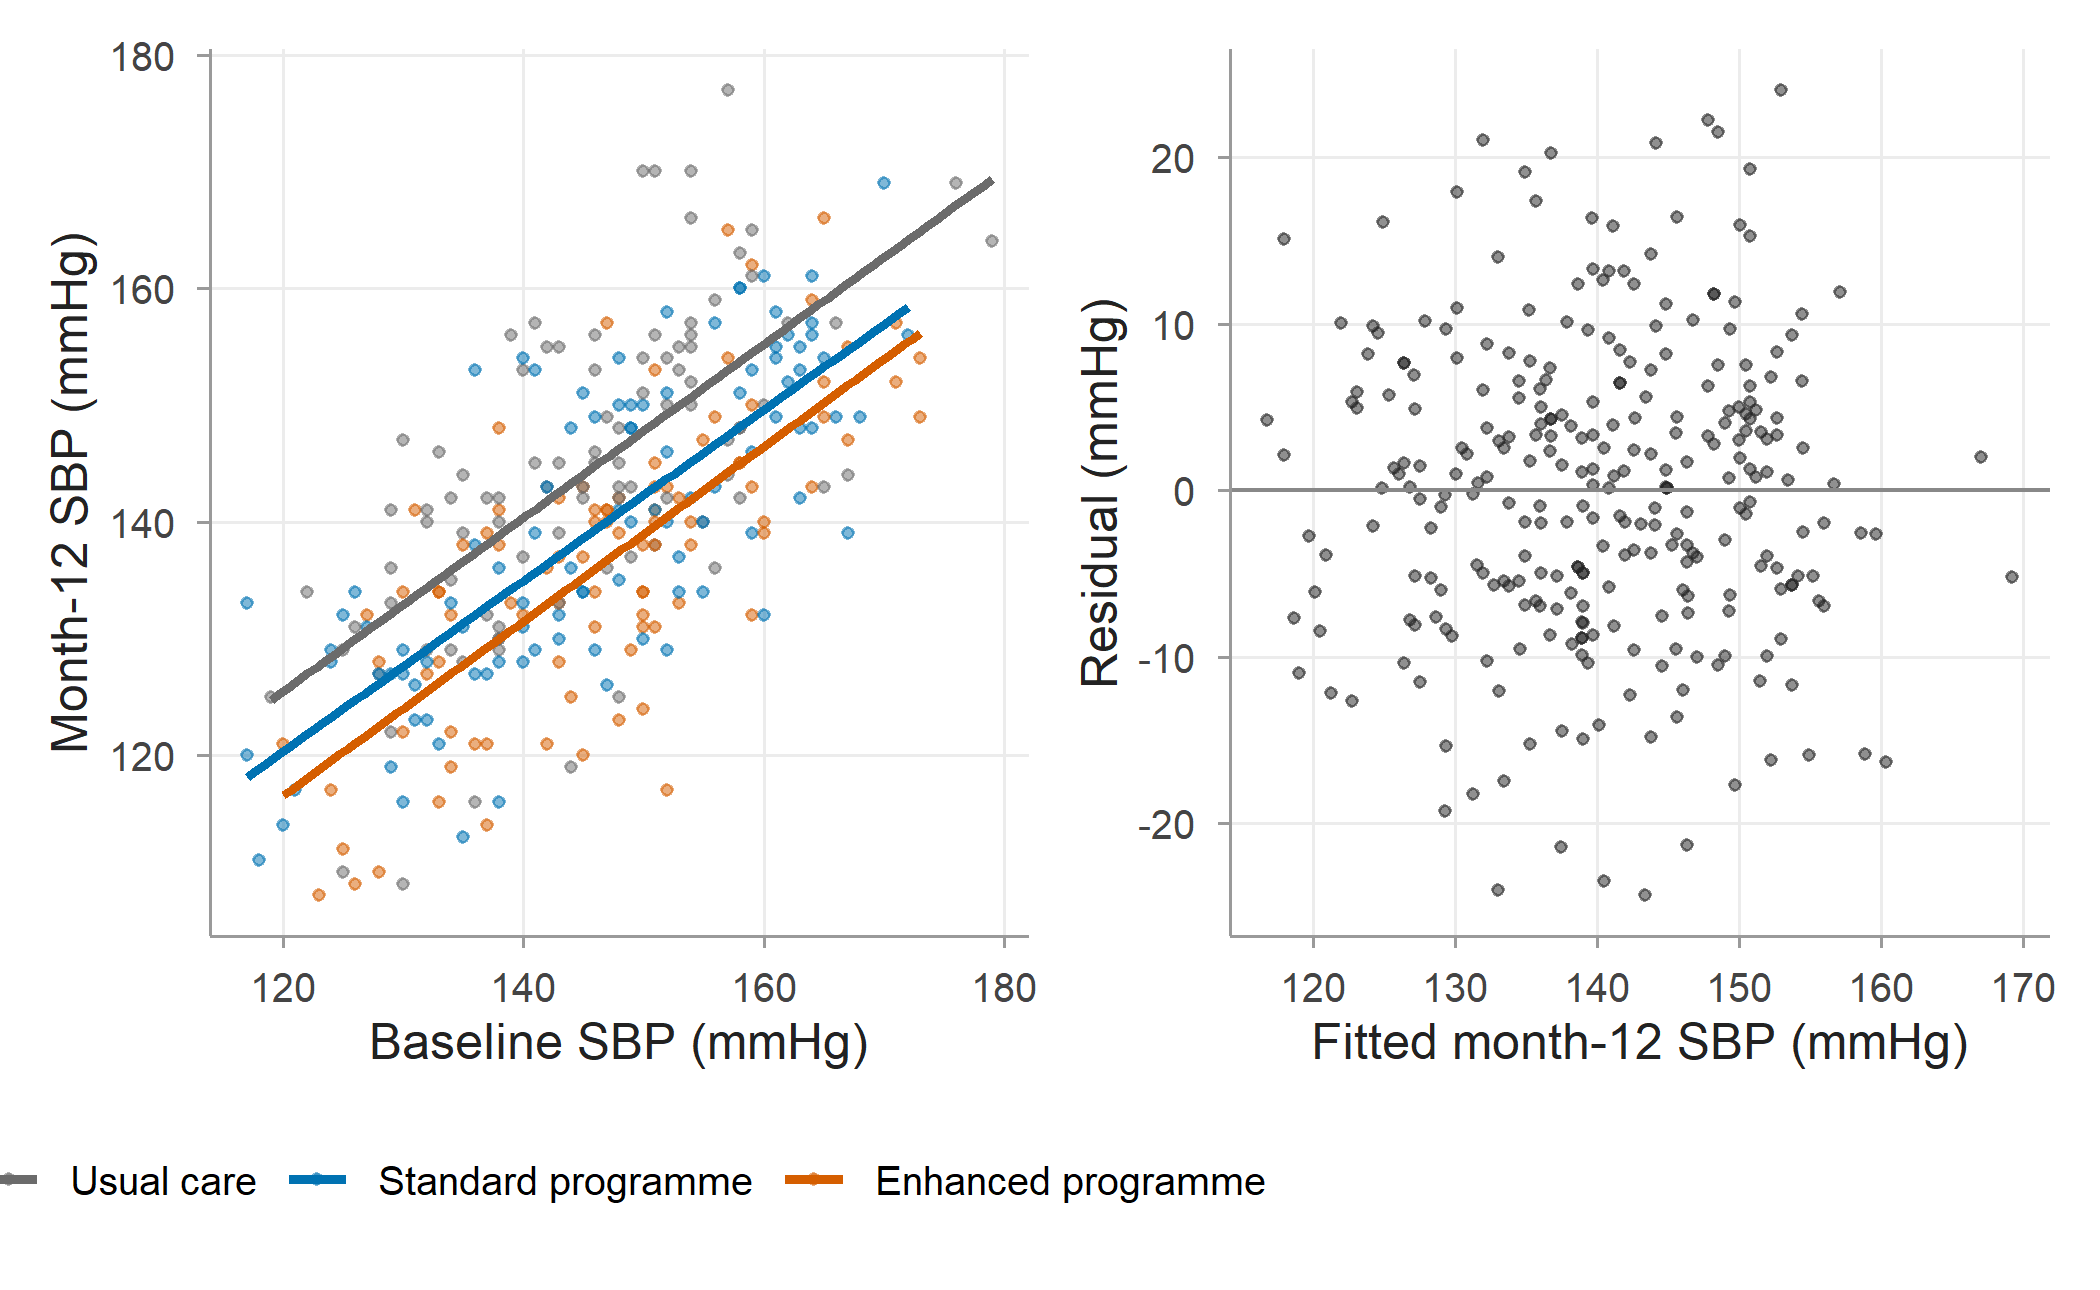 180
160
140
120
Month-12 SBP (mmHg)
120 140 160 180
Baseline SBP (mmHg)
20
10
0
-10
-20
Residual (mmHg)
120 130 140 150 160 170
Fitted month-12 SBP (mmHg)
Usual care Standard programme Enhanced programme